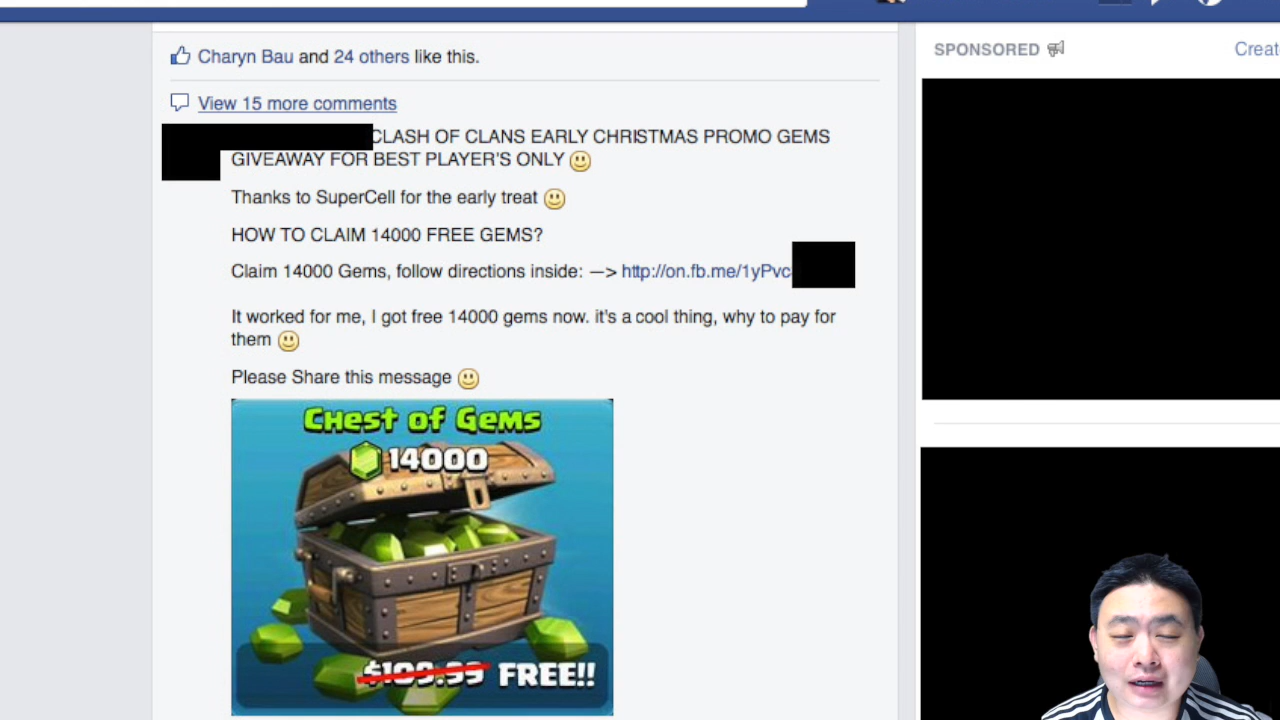 Charyn Bau and 24 others like this.
View 15 more comments
CLASH OF CLANS EARLY CHRISTMAS PROMO GEMS
GIVEAWAY FOR BEST PLAYER'S ONLY
Thanks to SuperCell for the early treat
HOW TO CLAIM 14000 FREE GEMS?
Claim 14000 Gems, follow directions inside: —> http://on.fb.me/1yPvc
It worked for me, I got free 14000 gems now. it's a cool thing, why to pay for
them
Please Share this message
Chest of Gems
14000
$109.99 FREE!!
SPONSORED
Creat